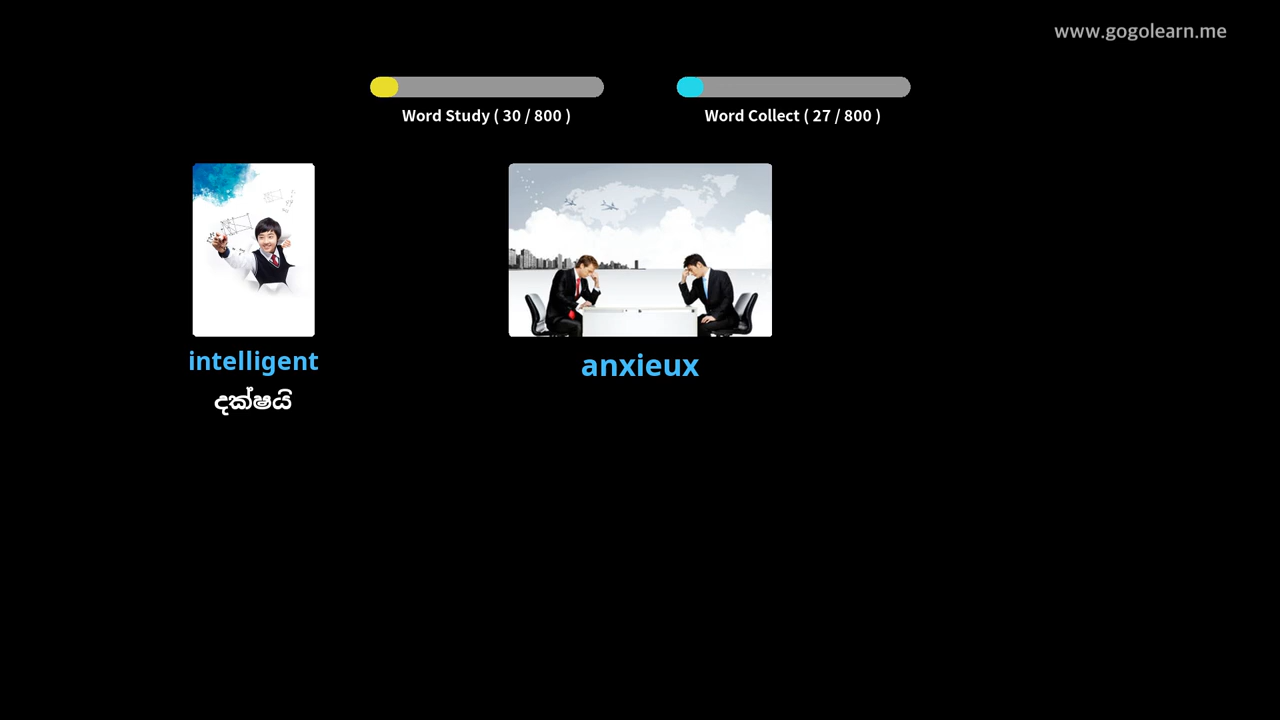 www.gogolearn.me
Word Study ( 30 / 800 )
Word Collect ( 27 / 800 )
intelligent
දක්ෂයි
anxieux